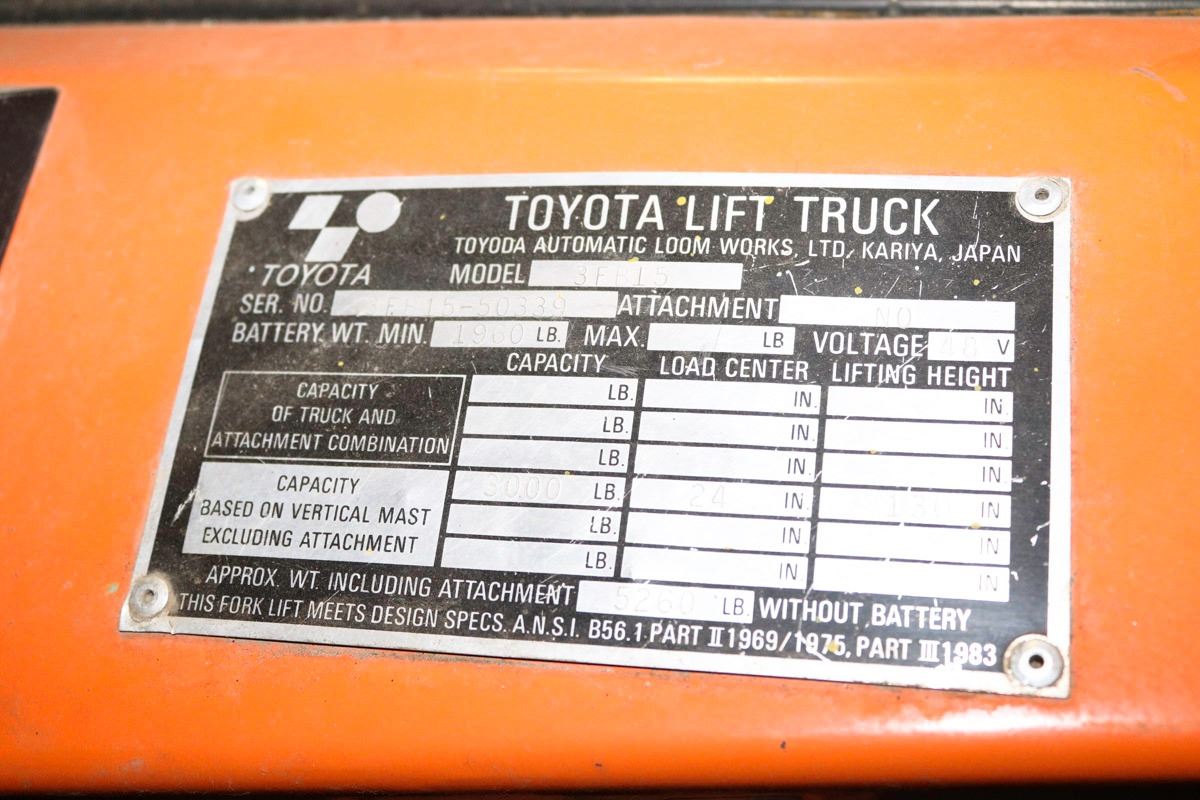 TOYOTA LIFT TRUCK
TOYODA AUTOMATIC LOOM WORKS, LTD, KARIYA, JAPAN
TOYOTA
MODEL 3FB15
SER. NO. 3FB15-50339 ATTACHMENT NO
BATTERY WT. MIN. 1960 LB. MAX. / LB VOLTAGE 48 V
CAPACITY LOAD CENTER LIFTING HEIGHT
CAPACITY
OF TRUCK AND
ATTACHMENT COMBINATION
LB. IN. IN.
LB. IN. IN
LB. IN. IN
CAPACITY
BASED ON VERTICAL MAST
EXCLUDING ATTACHMENT
3000 LB. 24 IN. 130 IN
LB. IN. IN
LB. IN IN
APPROX. WT INCLUDING ATTACHMENT 5260 LB. WITHOUT BATTERY
THIS FORK LIFT MEETS DESIGN SPECS. A.N.S.I. B56.1 PART II 1969/1975, PART III 1983